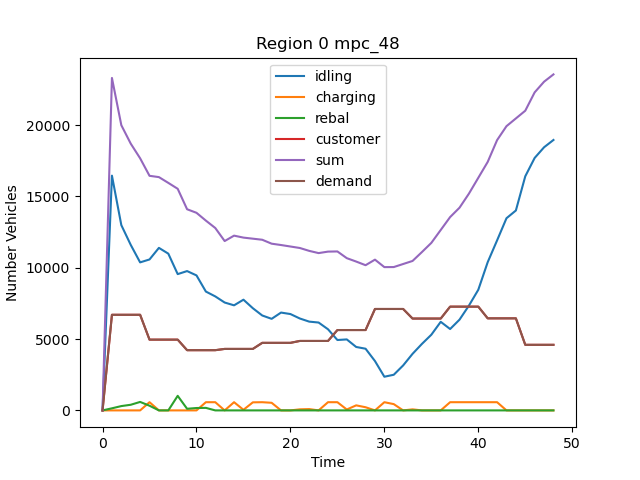 Region 0 mpc_48
idling
charging
rebal
customer
sum
demand
20000
15000
10000
5000
0
Number Vehicles
0 10 20 30 40 50
Time